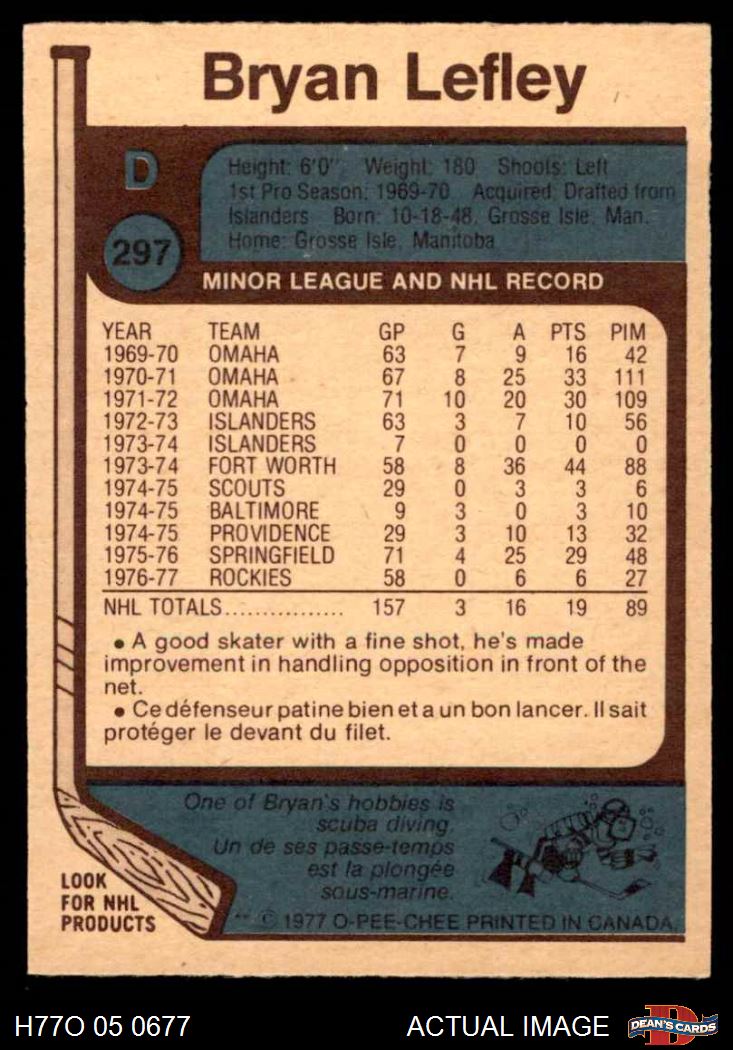 Bryan Lefley
D
Height: 6'0" Weight: 180 Shoots: Left
1st Pro Season: 1969-70 Acquired: Drafted from
Islanders Born: 10-18-48, Grosse Isle, Man.
Home: Grosse Isle, Manitoba
297
MINOR LEAGUE AND NHL RECORD
YEAR TEAM GP G A PTS PIM
1969-70 OMAHA 63 7 9 16 42
1970-71 OMAHA 67 8 25 33 111
1971-72 OMAHA 71 10 20 30 109
1972-73 ISLANDERS 63 3 7 10 56
1973-74 ISLANDERS 7 0 0 0 0
1973-74 FORT WORTH 58 8 36 44 88
1974-75 SCOUTS 29 0 3 3 6
1974-75 BALTIMORE 9 3 0 3 10
1974-75 PROVIDENCE 29 3 10 13 32
1975-76 SPRINGFIELD 71 4 25 29 48
1976-77 ROCKIES 58 0 6 6 27
NHL TOTALS................ 157 3 16 19 89
• A good skater with a fine shot, he's made
improvement in handling opposition in front of the
net.
• Ce défenseur patine bien et a un bon lancer. Il sait
protéger le devant du filet.
One of Bryan's hobbies is
scuba diving.
Un de ses passe-temps
est la plongée
sous-marine.
LOOK
FOR NHL
PRODUCTS
** © 1977 O-PEE-CHEE PRINTED IN CANADA.
H77O 05 0677
ACTUAL IMAGE
DEAN'S CARDS